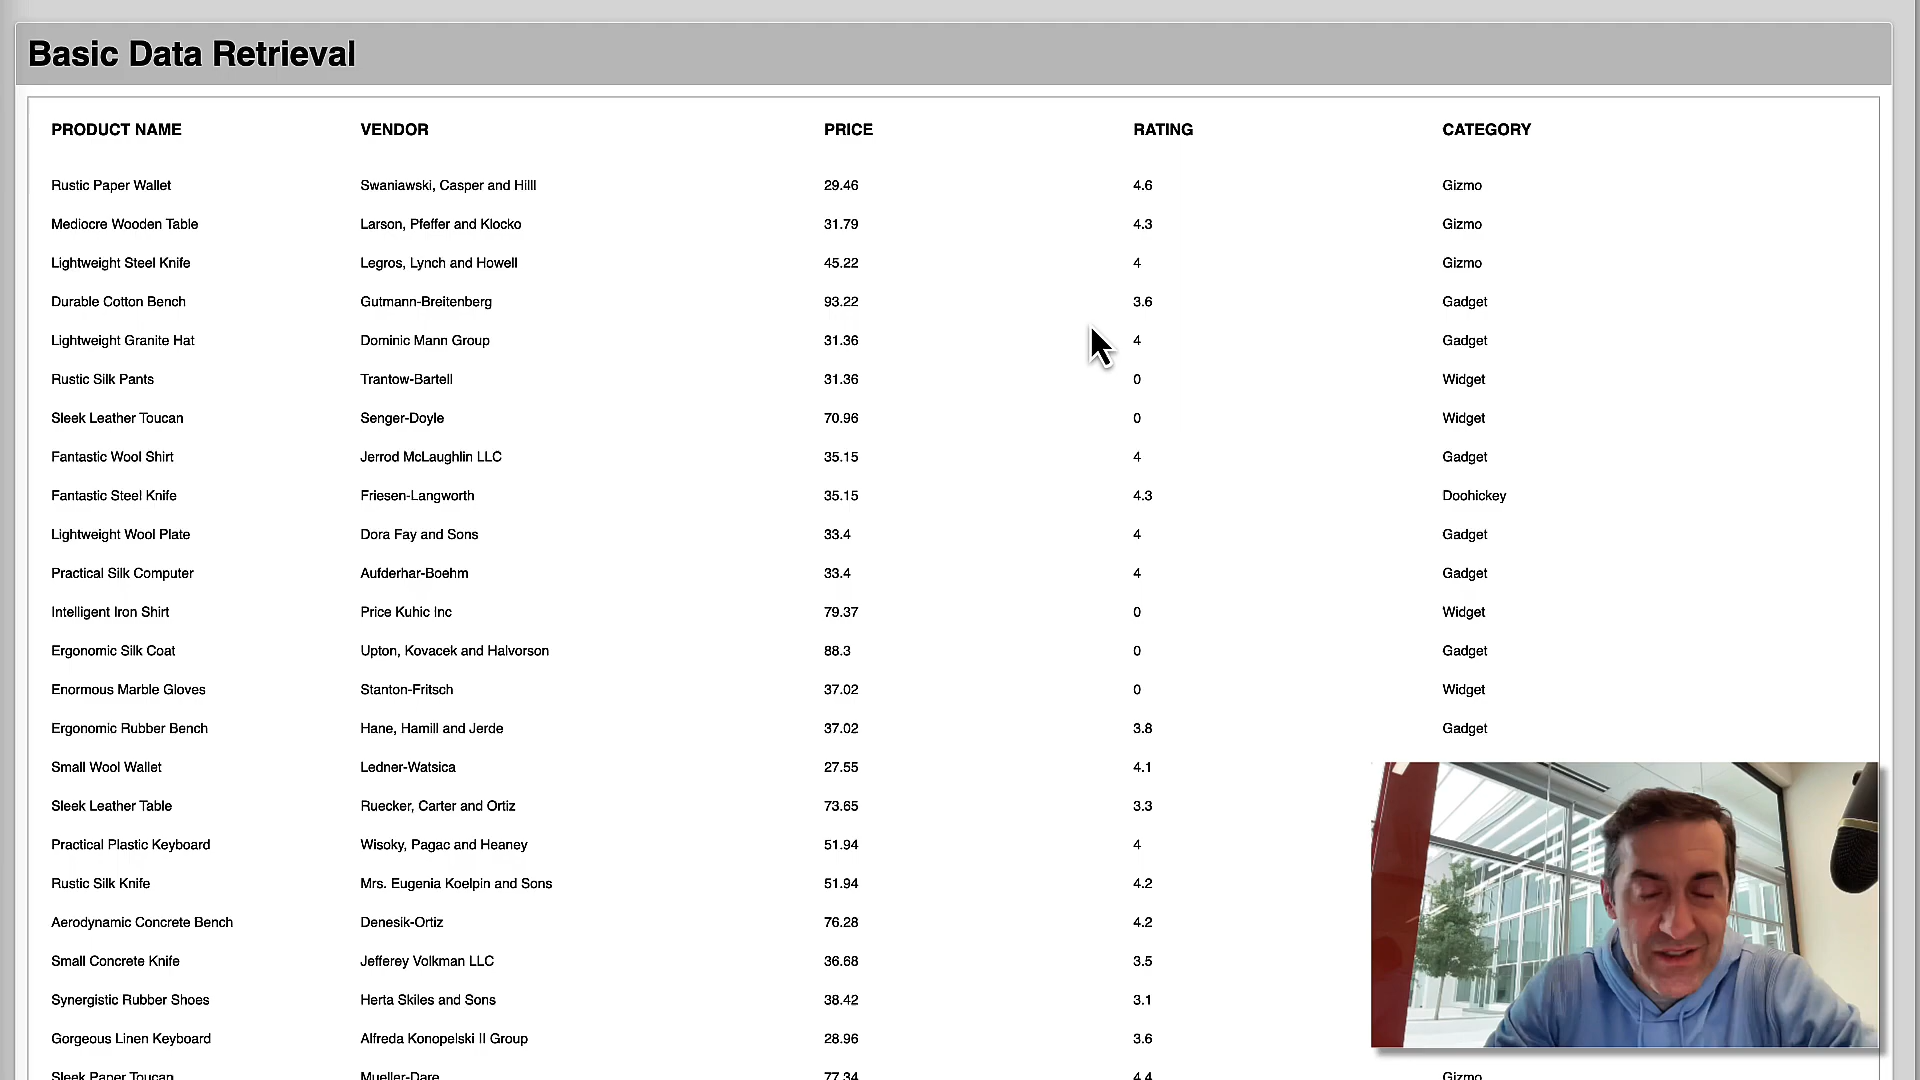 Basic Data Retrieval
PRODUCT NAME VENDOR PRICE RATING CATEGORY
Rustic Paper Wallet Swaniawski, Casper and Hilll 29.46 4.6 Gizmo
Mediocre Wooden Table Larson, Pfeffer and Klocko 31.79 4.3 Gizmo
Lightweight Steel Knife Legros, Lynch and Howell 45.22 4 Gizmo
Durable Cotton Bench Gutmann-Breitenberg 93.22 3.6 Gadget
Lightweight Granite Hat Dominic Mann Group 31.36 4 Gadget
Rustic Silk Pants Trantow-Bartell 31.36 0 Widget
Sleek Leather Toucan Senger-Doyle 70.96 0 Widget
Fantastic Wool Shirt Jerrod McLaughlin LLC 35.15 4 Gadget
Fantastic Steel Knife Friesen-Langworth 35.15 4.3 Doohickey
Lightweight Wool Plate Dora Fay and Sons 33.4 4 Gadget
Practical Silk Computer Aufderhar-Boehm 33.4 4 Gadget
Intelligent Iron Shirt Price Kuhic Inc 79.37 0 Widget
Ergonomic Silk Coat Upton, Kovacek and Halvorson 88.3 0 Gadget
Enormous Marble Gloves Stanton-Fritsch 37.02 0 Widget
Ergonomic Rubber Bench Hane, Hamill and Jerde 37.02 3.8 Gadget
Small Wool Wallet Ledner-Watsica 27.55 4.1
Sleek Leather Table Ruecker, Carter and Ortiz 73.65 3.3
Practical Plastic Keyboard Wisoky, Pagac and Heaney 51.94 4
Rustic Silk Knife Mrs. Eugenia Koelpin and Sons 51.94 4.2
Aerodynamic Concrete Bench Denesik-Ortiz 76.28 4.2
Small Concrete Knife Jefferey Volkman LLC 36.68 3.5
Synergistic Rubber Shoes Herta Skiles and Sons 38.42 3.1
Gorgeous Linen Keyboard Alfreda Konopelski II Group 28.96 3.6
Sleek Paper Toucan Mueller-Dare 77.34 4.4 Gizmo